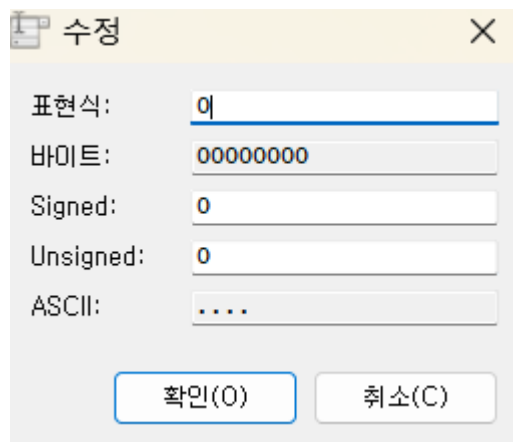 수정
표현식: 0
바이트: 00000000
Signed: 0
Unsigned: 0
ASCII: ....
확인(O) 취소(C)